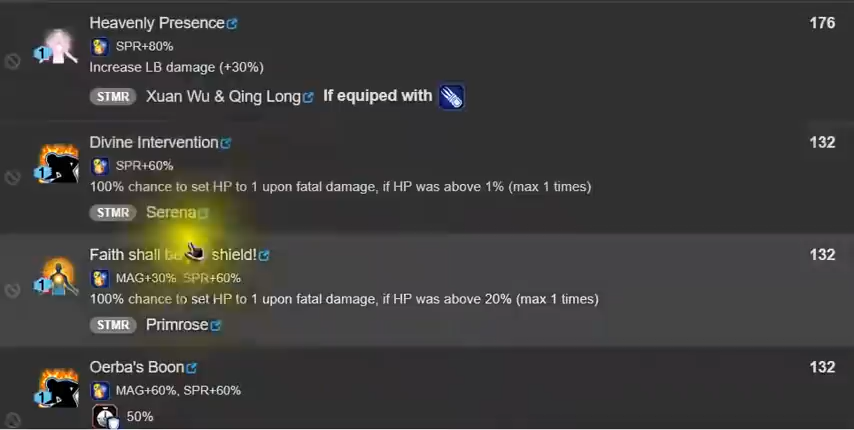 Heavenly Presence 176
1 SPR+80%
Increase LB damage (+30%)
STMR Xuan Wu & Qing Long If equiped with
Divine Intervention 132
1 SPR+60%
100% chance to set HP to 1 upon fatal damage, if HP was above 1% (max 1 times)
STMR Serena
Faith shall shield! 132
1 MAG+30%, SPR+60%
100% chance to set HP to 1 upon fatal damage, if HP was above 20% (max 1 times)
STMR Primrose
Oerba's Boon 132
1 MAG+60%, SPR+60%
50%